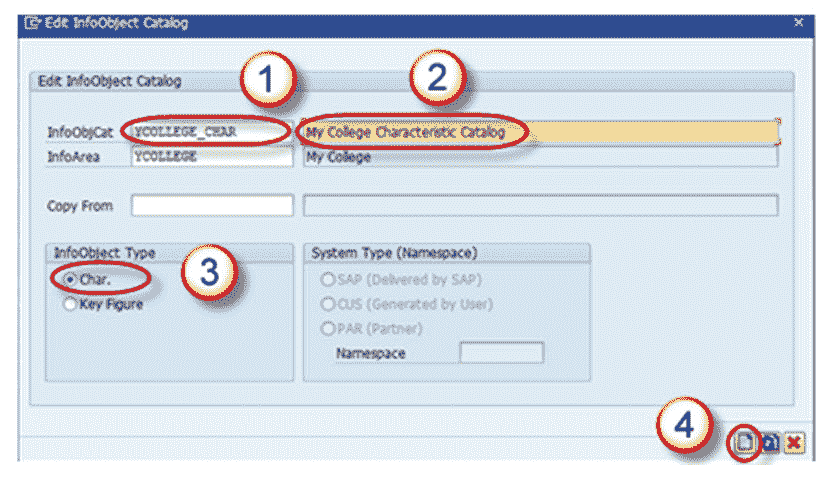 Edit InfoObject Catalog
1
2
Edit InfoObject Catalog
InfoObjCat YCOLLEGE_CHAR My College Characteristic Catalog
InfoArea YCOLLEGE My College
Copy From
InfoObject Type
3
Char.
Key Figure
System Type (Namespace)
SAP (Delivered by SAP)
CUS (Generated by User)
PAR (Partner)
Namespace
4